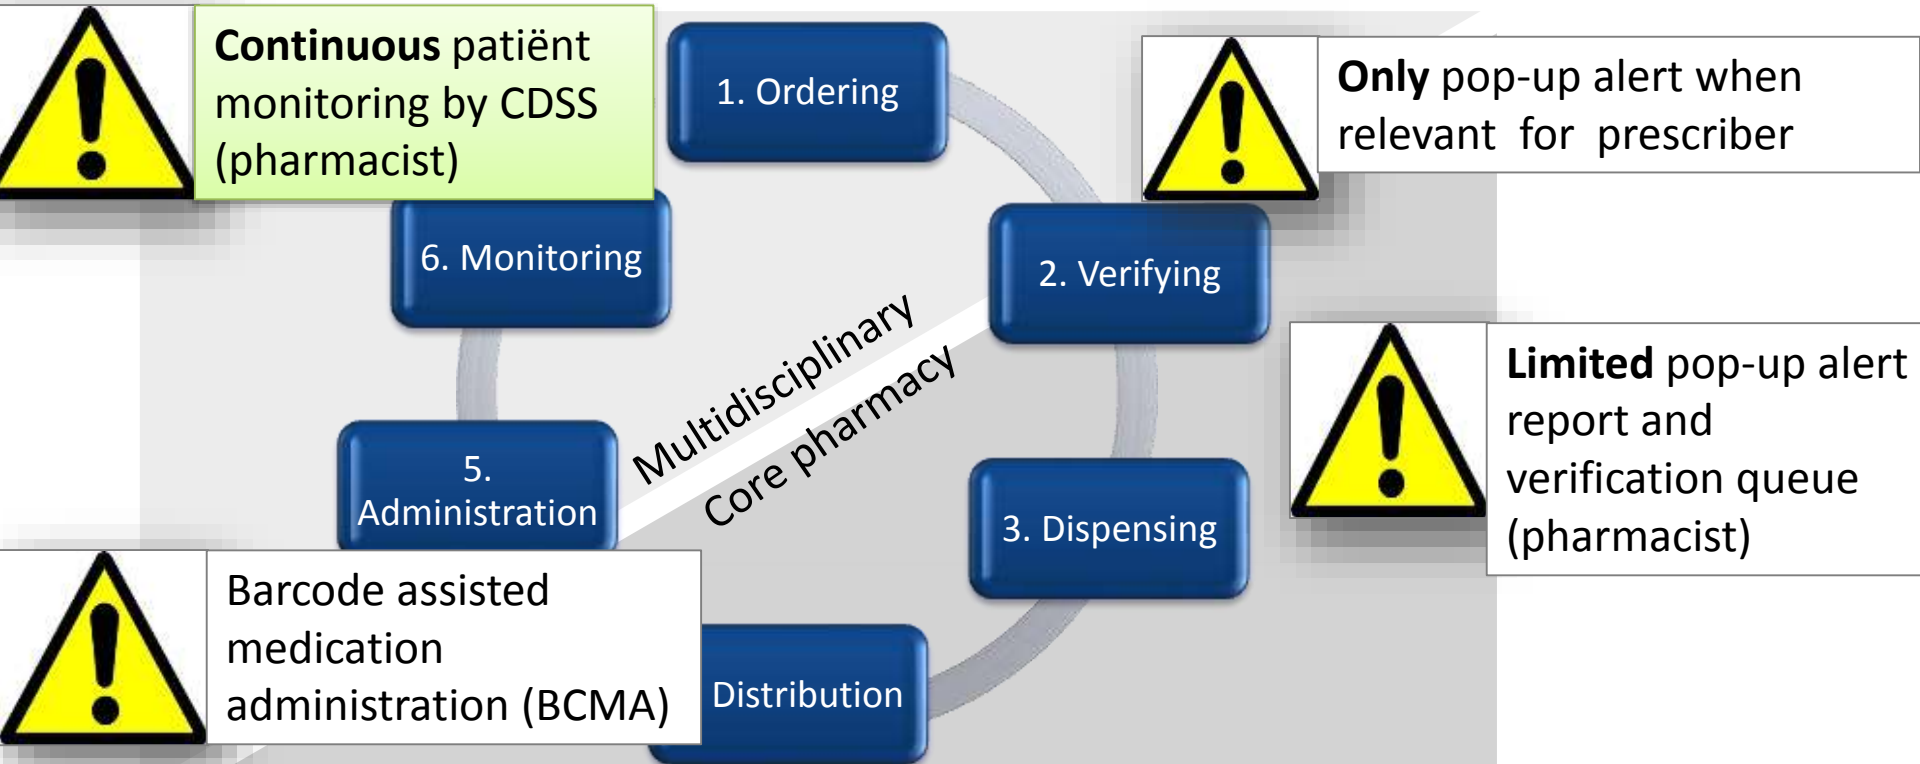 Continuous patiënt
monitoring by CDSS
(pharmacist)
1. Ordering
Only pop-up alert when
relevant for prescriber
6. Monitoring
2. Verifying
Multidisciplinary
Core pharmacy
Limited pop-up alert
report and
verification queue
(pharmacist)
5.
Administration
3. Dispensing
Barcode assisted
medication
administration (BCMA)
Distribution